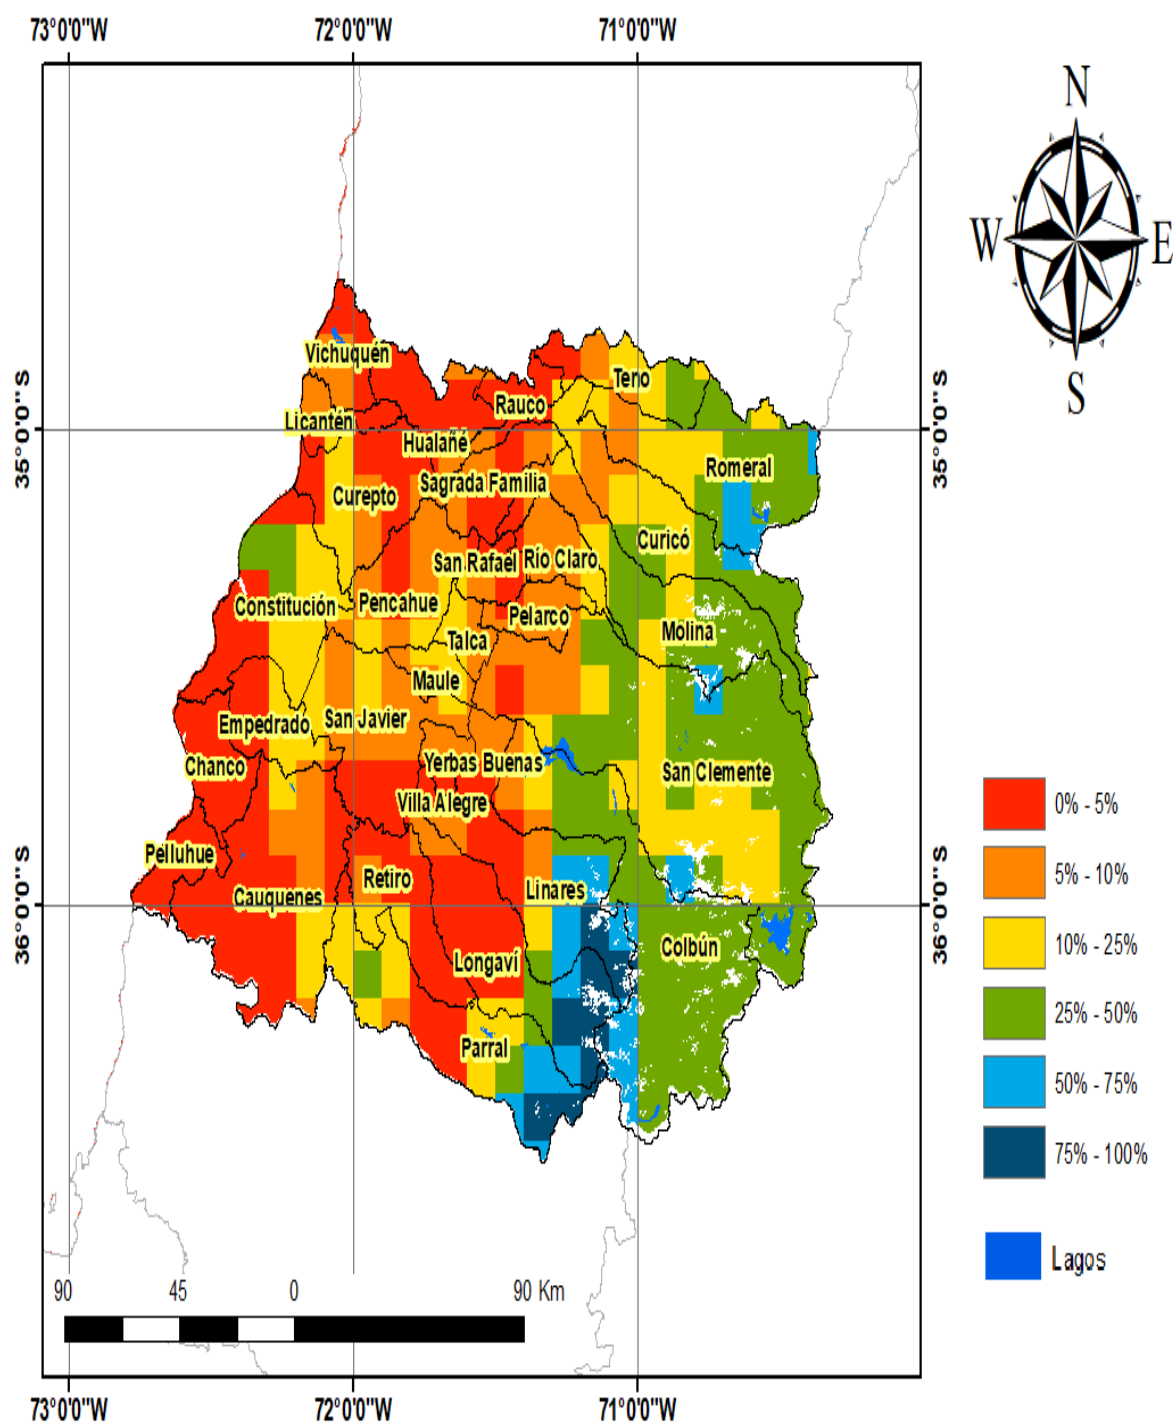 73°0'0"W 72°0'0"W 71°0'0"W
N
W E
S
35°0'0"S
35°0'0"S
36°0'0"S
36°0'0"S
Vichuquén
Teno
Rauco
Licantén
Hualañé
Romeral
Sagrada Familia
Curepto
Curicó
San Rafael
Río Claro
Constitución
Pencahue
Pelarco
Molina
Talca
Maule
Empedrado
San Javier
Chanco
Yerbas Buenas
San Clemente
Villa Alegre
Pelluhue
Retiro
Cauquenes
Linares
Colbún
Longaví
Parral
0% - 5%
5% - 10%
10% - 25%
25% - 50%
50% - 75%
75% - 100%
Lagos
90 45 0 90 Km
73°0'0"W 72°0'0"W 71°0'0"W